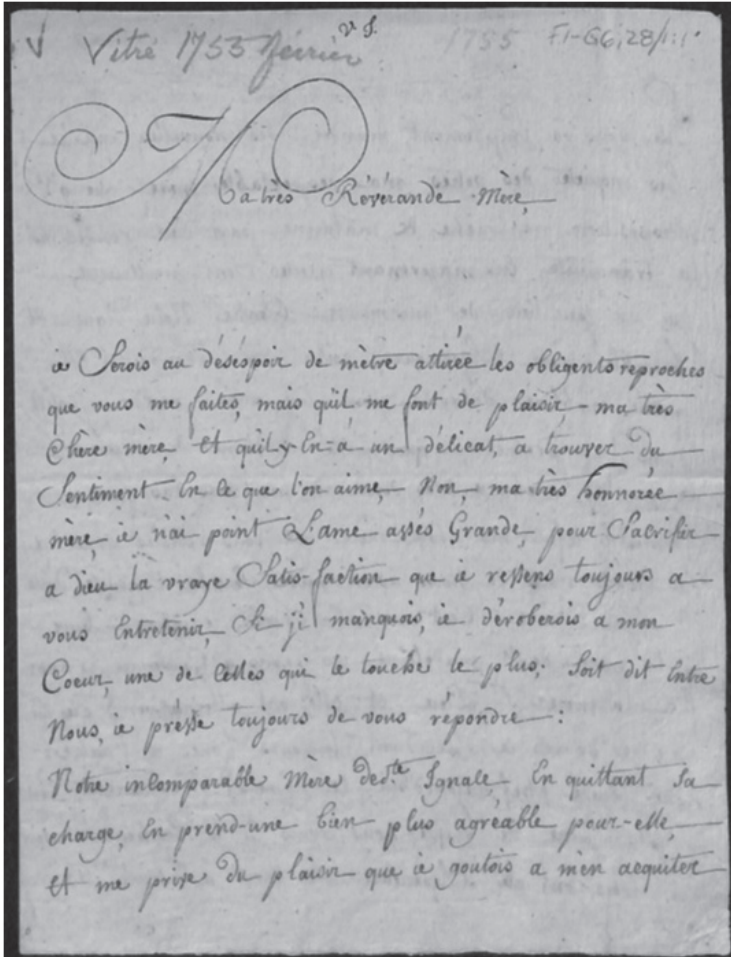 v. S.
Vitré 1753 février 1755 F1-G6,28/1:1
Ma très Révérande Mère,
ie Serois au désèspoir de mètre attirée les obligents reproches
que vous me faites, mais qu'il me font de plaisir ma très
Chère mère, et qu'il-y-En-a un délicat, a trouver du
Sentiment En ce que l'on aime, Non, ma très honnorée
mère, ie n'ai point L'ame assés Grande, pour Sacrifir
a dieu la vraye Satis-faction que ie ressens toujours a
vous Entretenir, Si ji manquois, ie déroberois a mon
Coeur, une de celles qui le touche le plus; Soit dit Entre
Nous, ie presse toujours de vous répondre:
Notre incomparable Mère de Ste Ignace En quittant Sa
charge, En prend-une bien plus agréable pour-elle,
et me prive du plaisir que ie goutois a m'en acquiter